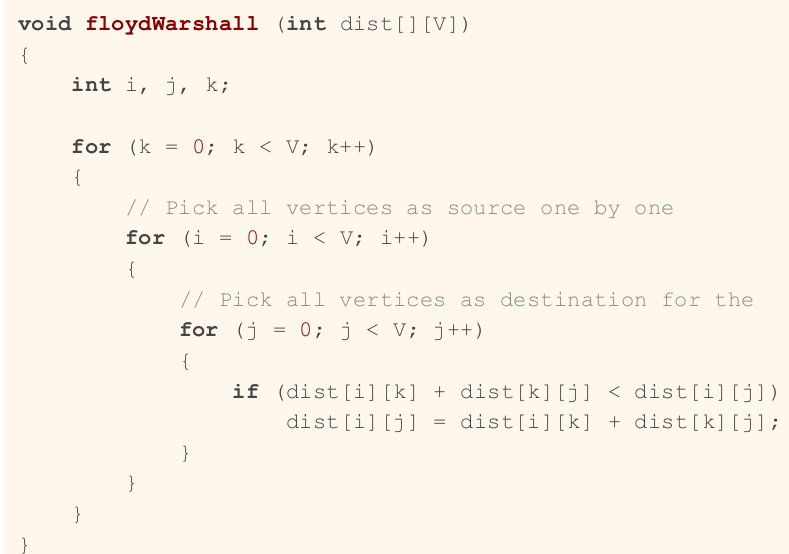 void floydWarshall (int dist[][V])
{
    int i, j, k;

    for (k = 0; k < V; k++)
    {
        // Pick all vertices as source one by one
        for (i = 0; i < V; i++)
        {
            // Pick all vertices as destination for the
            for (j = 0; j < V; j++)
            {
                if (dist[i][k] + dist[k][j] < dist[i][j])
                    dist[i][j] = dist[i][k] + dist[k][j];
            }
        }
    }
}